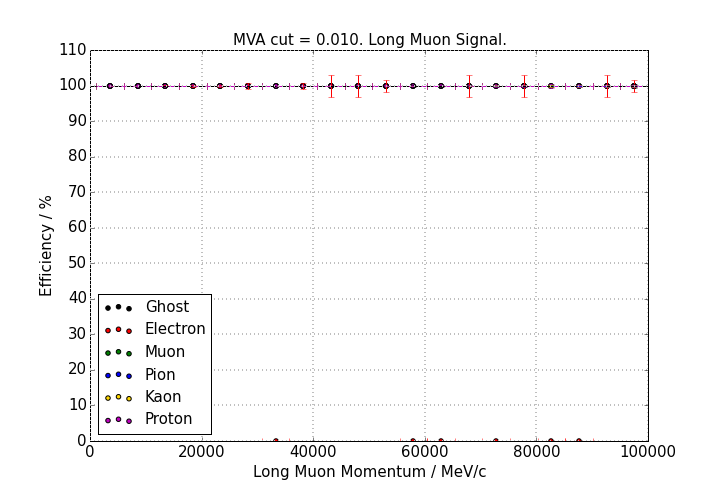 MVA cut = 0.010. Long Muon Signal.
110
100
90
80
70
60
50
40
30
20
10
0
Efficiency / %
Ghost
Electron
Muon
Pion
Kaon
Proton
0 20000 40000 60000 80000 100000
Long Muon Momentum / MeV/c